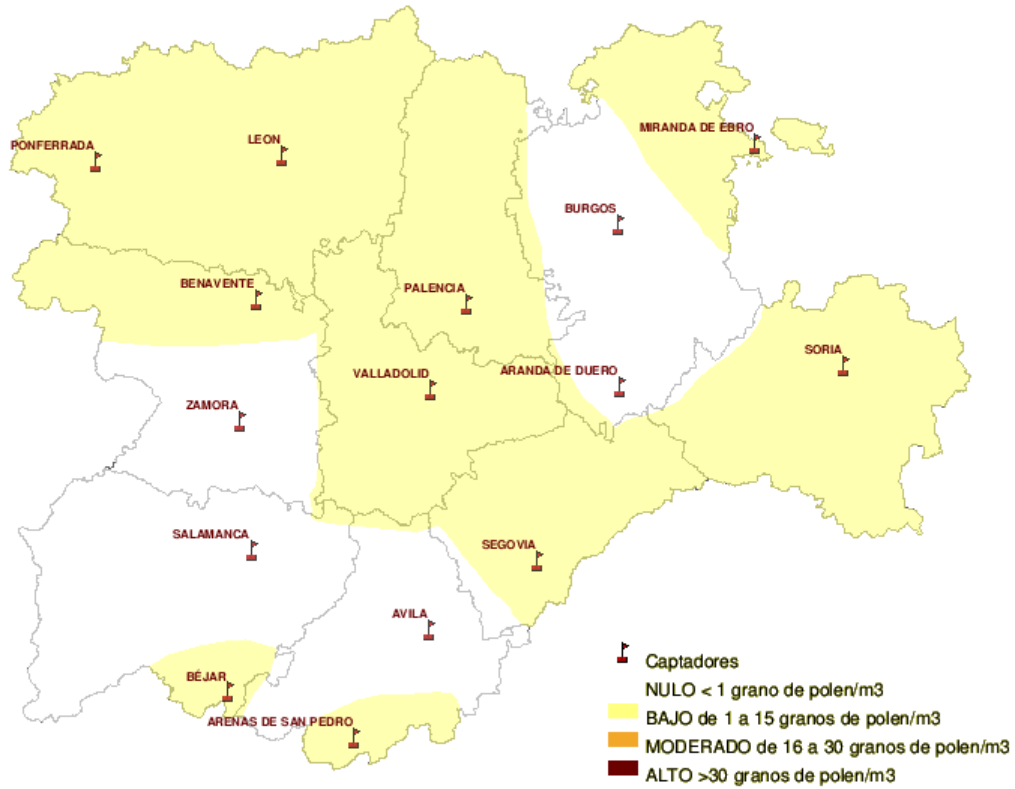 MIRANDA DE EBRO
PONFERRADA
LEON
BURGOS
BENAVENTE
PALENCIA
SORIA
VALLADOLID
ARANDA DE DUERO
ZAMORA
SALAMANCA
SEGOVIA
AVILA
BÉJAR
ARENAS DE SAN PEDRO
Captadores
NULO < 1 grano de polen/m3
BAJO de 1 a 15 granos de polen/m3
MODERADO de 16 a 30 granos de polen/m3
ALTO >30 granos de polen/m3